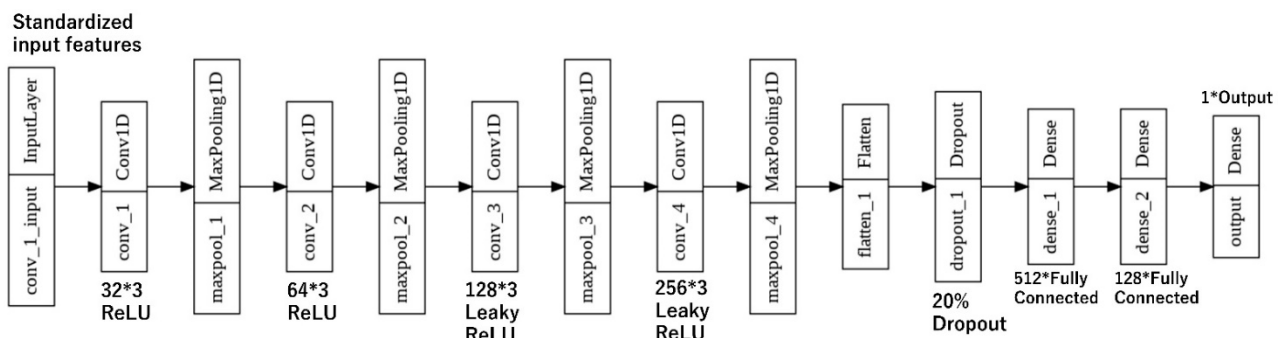 Standardized
input features
InputLayer
conv_1_input
Conv1D
conv_1
32*3
ReLU
MaxPooling1D
maxpool_1
Conv1D
conv_2
64*3
ReLU
MaxPooling1D
maxpool_2
Conv1D
conv_3
128*3
Leaky
ReLU
MaxPooling1D
maxpool_3
Conv1D
conv_4
256*3
Leaky
ReLU
MaxPooling1D
maxpool_4
Flatten
flatten_1
Dropout
dropout_1
20%
Dropout
Dense
dense_1
512*Fully
Connected
Dense
dense_2
128*Fully
Connected
1*Output
Dense
output